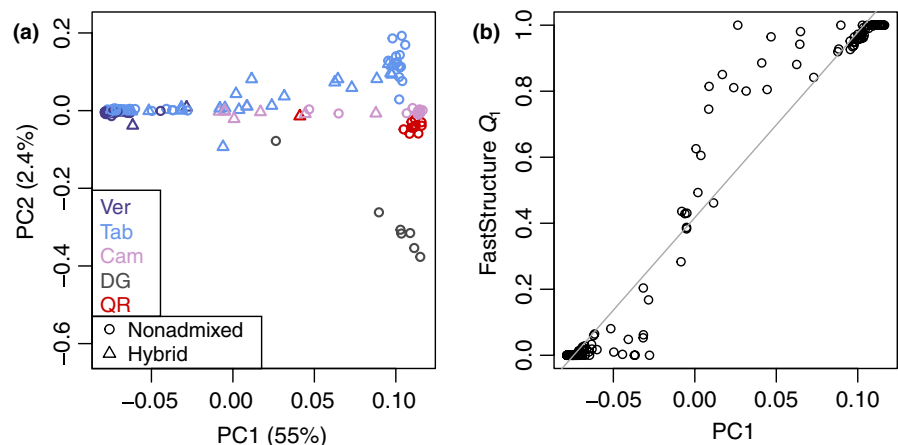 (a)
PC2 (2.4%)
0.2
0.0
−0.2
−0.4
−0.6
Ver
Tab
Cam
DG
QR
Nonadmixed
Hybrid
−0.05
0.00
0.05
0.10
PC1 (55%)
(b)
FastStructure Q1
1.0
0.8
0.6
0.4
0.2
0.0
−0.05
0.00
0.05
0.10
PC1